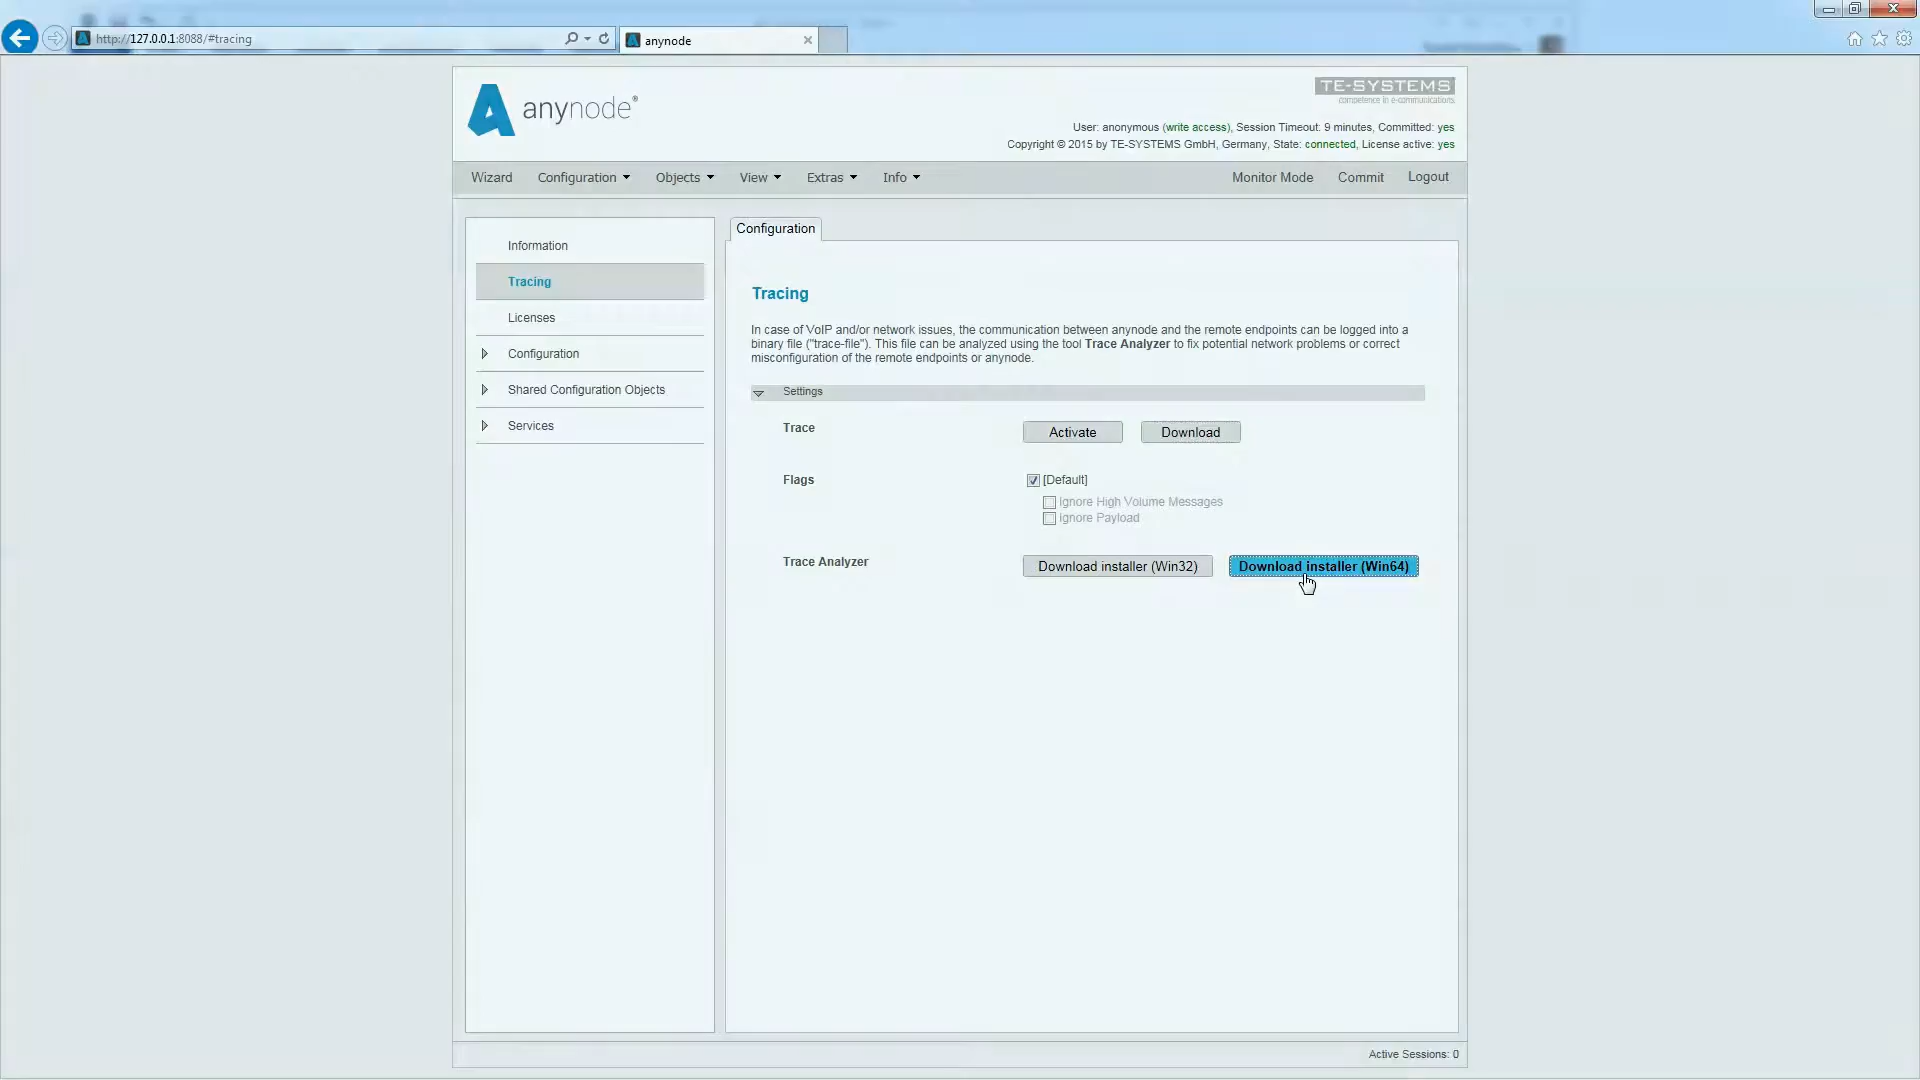 http://127.0.0.1:8088/#tracing
anynode
anynode®
TE-SYSTEMS
competence in e-communications.
User: anonymous (write access), Session Timeout: 9 minutes, Committed: yes
Copyright © 2015 by TE-SYSTEMS GmbH, Germany, State: connected, License active: yes
Wizard Configuration Objects View Extras Info Monitor Mode Commit Logout
Information
Tracing
Licenses
Configuration
Shared Configuration Objects
Services
Configuration
Tracing
In case of VoIP and/or network issues, the communication between anynode and the remote endpoints can be logged into a
binary file ("trace-file"). This file can be analyzed using the tool Trace Analyzer to fix potential network problems or correct
misconfiguration of the remote endpoints or anynode.
Settings
Trace Activate Download
Flags [Default]
Ignore High Volume Messages
Ignore Payload
Trace Analyzer Download installer (Win32) Download installer (Win64)
Active Sessions: 0